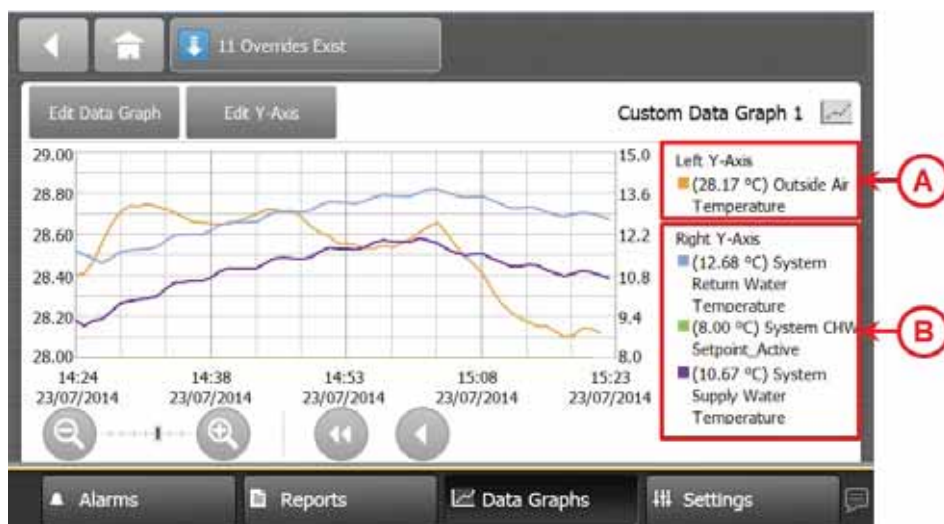 11 Overrides Exist
Edit Data Graph
Edit Y-Axis
Custom Data Graph 1
29.00
28.80
28.60
28.40
28.20
28.00
15.0
13.6
12.2
10.8
9.4
8.0
14:24
23/07/2014
14:38
23/07/2014
14:53
23/07/2014
15:08
23/07/2014
15:23
23/07/2014
Left Y-Axis
(28.17 °C) Outside Air
Temperature
A
Right Y-Axis
(12.68 °C) System
Return Water
Temperature
(8.00 °C) System CHW
Setpoint_Active
(10.67 °C) System
Supply Water
Temperature
B
Alarms
Reports
Data Graphs
Settings